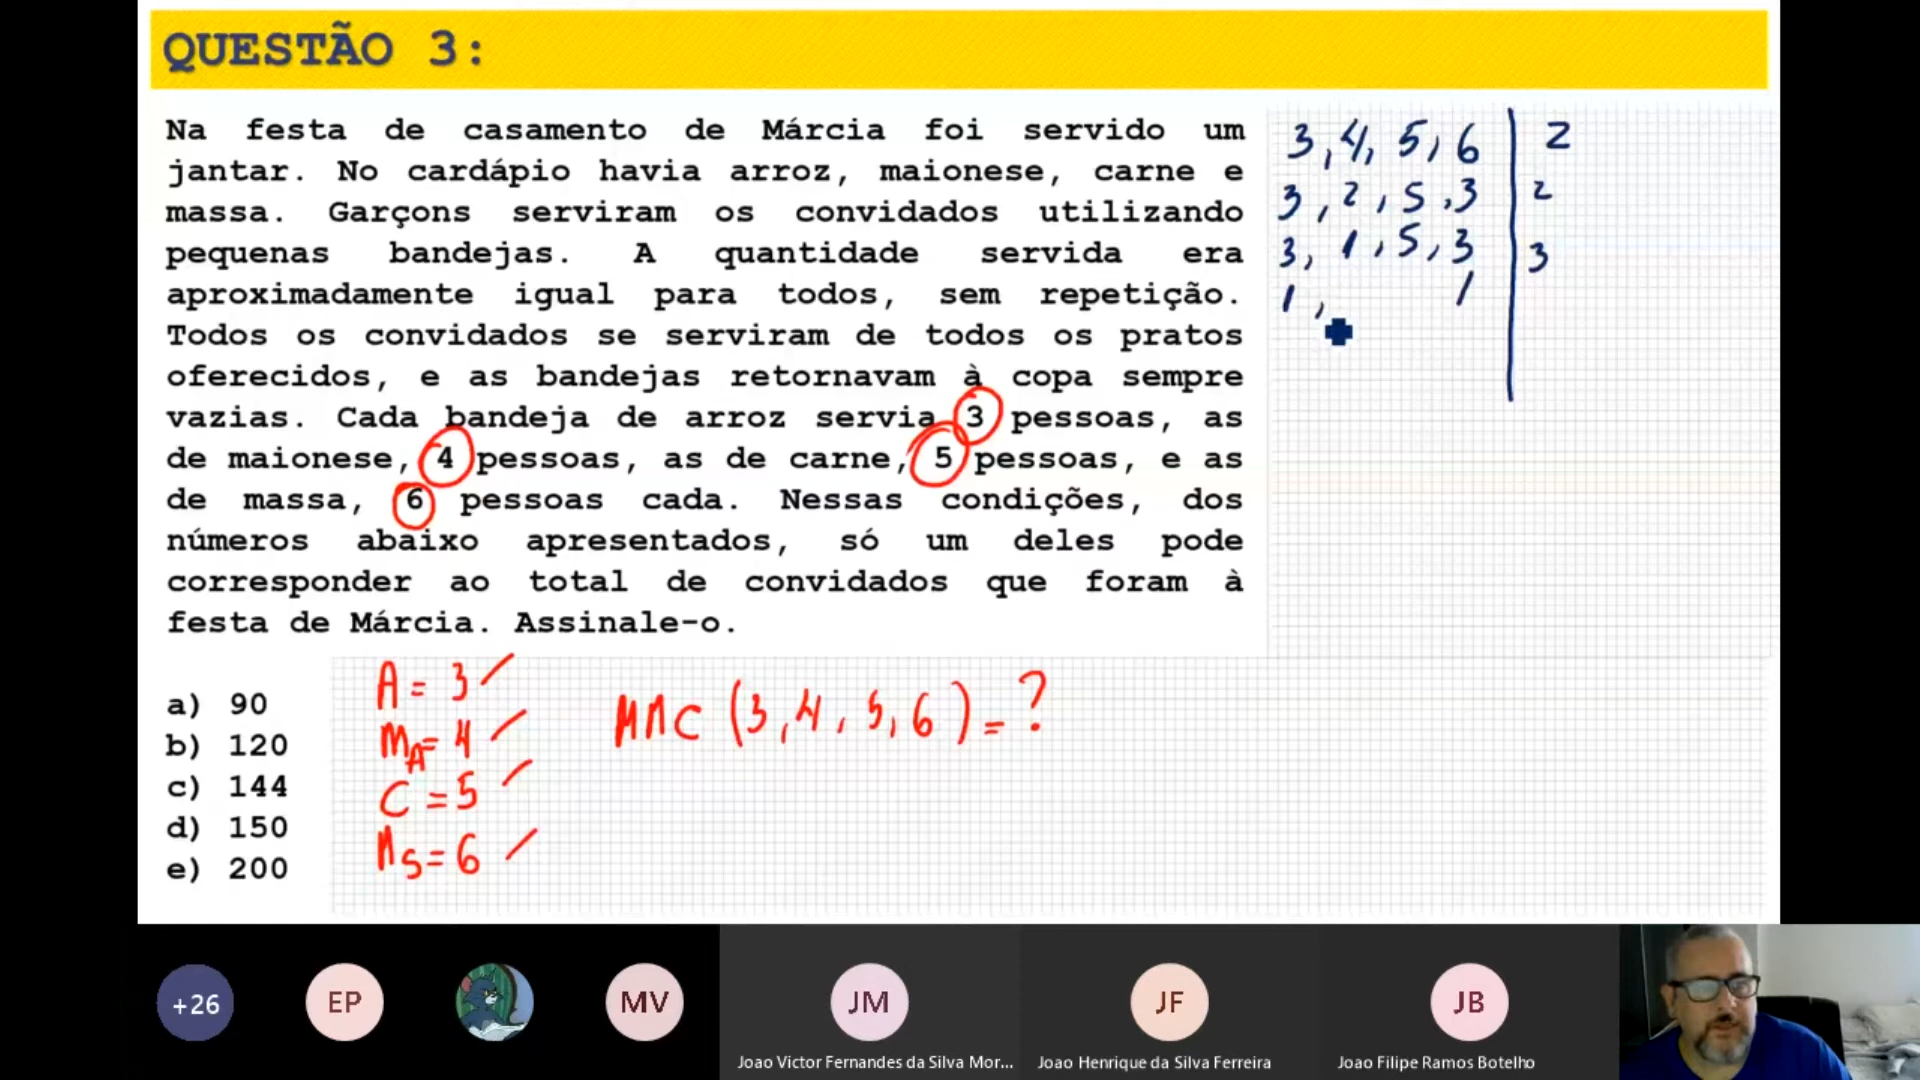 QUESTÃO 3:
Na festa de casamento de Márcia foi servido um
jantar. No cardápio havia arroz, maionese, carne e
massa. Garçons serviram os convidados utilizando
pequenas bandejas. A quantidade servida era
aproximadamente igual para todos, sem repetição.
Todos os convidados se serviram de todos os pratos
oferecidos, e as bandejas retornavam à copa sempre
vazias. Cada bandeja de arroz servia 3 pessoas, as
de maionese, 4 pessoas, as de carne, 5 pessoas, e as
de massa, 6 pessoas cada. Nessas condições, dos
números abaixo apresentados, só um deles pode
corresponder ao total de convidados que foram à
festa de Márcia. Assinale-o.
3, 4, 5, 6 | 2
3, 2, 5, 3 | 2
3, 1, 5, 3 | 3
1, 1
a) 90
b) 120
c) 144
d) 150
e) 200
A = 3
MA = 4
C = 5
MS = 6
MMC (3, 4, 5, 6) = ?
+26
EP
MV
JM
JF
JB
Joao Victor Fernandes da Silva Mor...
Joao Henrique da Silva Ferreira
Joao Filipe Ramos Botelho